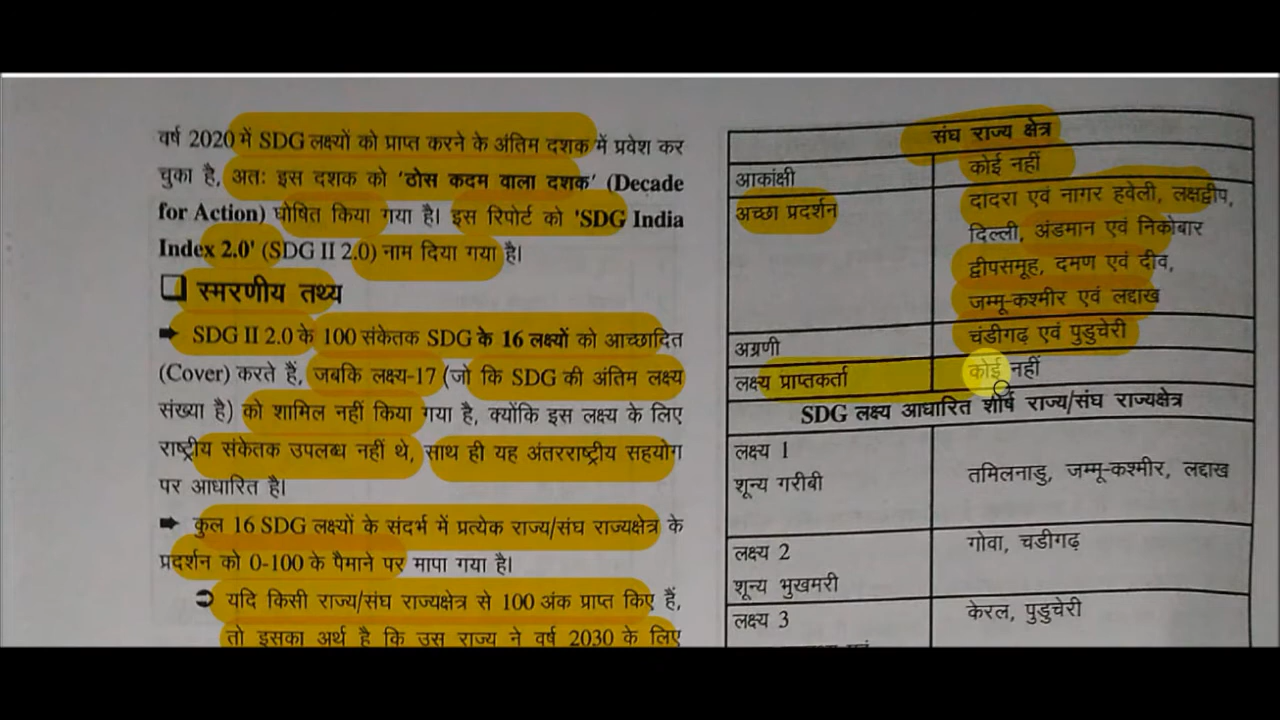 वर्ष 2020 में SDG लक्ष्यों को प्राप्त करने के अंतिम दशक में प्रवेश कर
चुका है, अतः इस दशक को 'ठोस कदम वाला दशक' (Decade
for Action) घोषित किया गया है। इस रिपोर्ट को 'SDG India
Index 2.0' (SDG II 2.0) नाम दिया गया है।
❑ स्मरणीय तथ्य
➡ SDG II 2.0 के 100 संकेतक SDG के 16 लक्ष्यों को आच्छादित
(Cover) करते हैं, जबकि लक्ष्य-17 (जो कि SDG की अंतिम लक्ष्य
संख्या है) को शामिल नहीं किया गया है, क्योंकि इस लक्ष्य के लिए
राष्ट्रीय संकेतक उपलब्ध नहीं थे, साथ ही यह अंतरराष्ट्रीय सहयोग
पर आधारित है।
➡ कुल 16 SDG लक्ष्यों के संदर्भ में प्रत्येक राज्य/संघ राज्यक्षेत्र के
प्रदर्शन को 0-100 के पैमाने पर मापा गया है।
➲ यदि किसी राज्य/संघ राज्यक्षेत्र से 100 अंक प्राप्त किए हैं,
तो इसका अर्थ है कि उस राज्य ने वर्ष 2030 के लिए
संघ राज्य क्षेत्र
आकांक्षी कोई नहीं
अच्छा प्रदर्शन दादरा एवं नागर हवेली, लक्षद्वीप,
दिल्ली, अंडमान एवं निकोबार
द्वीपसमूह, दमण एवं दीव,
जम्मू-कश्मीर एवं लद्दाख
अग्रणी चंडीगढ़ एवं पुडुचेरी
लक्ष्य प्राप्तकर्ता कोई नहीं
SDG लक्ष्य आधारित शीर्ष राज्य/संघ राज्यक्षेत्र
लक्ष्य 1
शून्य गरीबी तमिलनाडु, जम्मू-कश्मीर, लद्दाख
लक्ष्य 2 गोवा, चडीगढ़
शून्य भुखमरी
लक्ष्य 3 केरल, पुडुचेरी